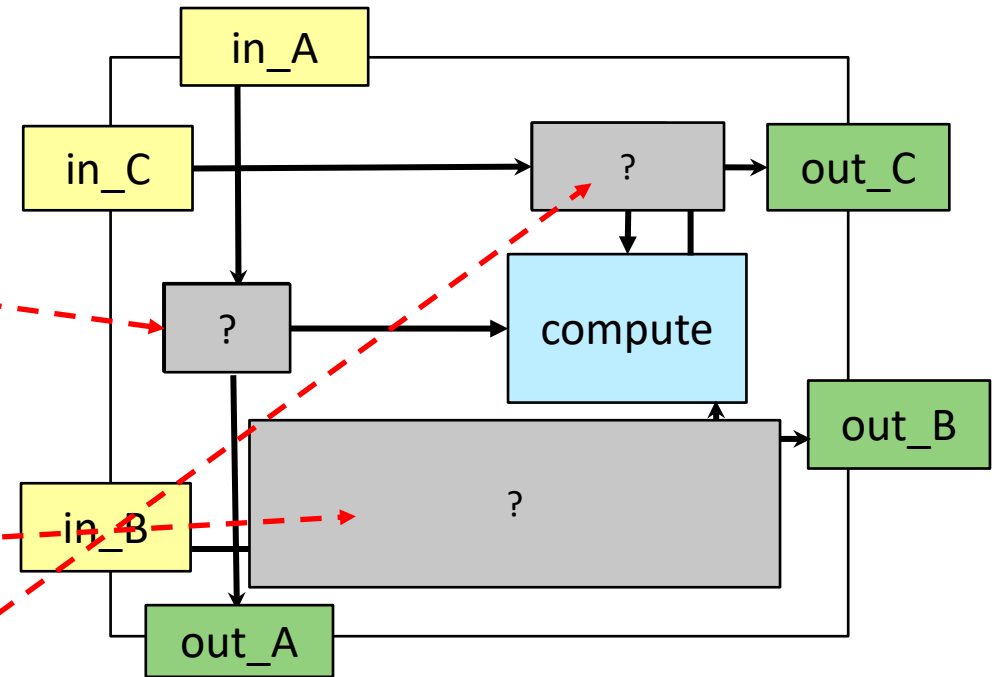 in_A
in_C
?
out_C
?
compute
out_B
in_B
?
out_A